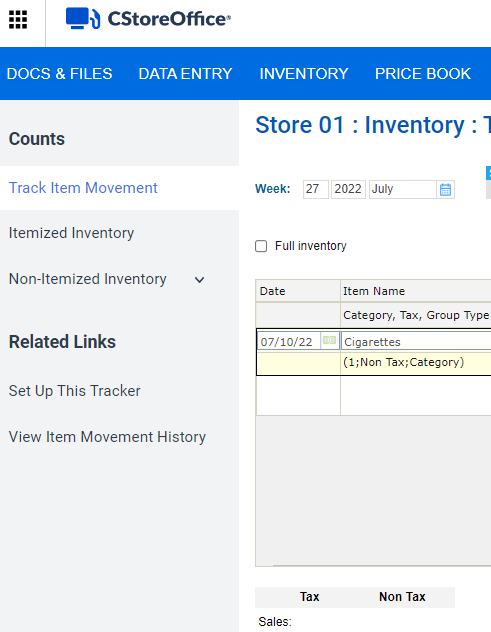 CStoreOffice®
DOCS & FILES DATA ENTRY INVENTORY PRICE BOOK
Counts
Track Item Movement
Itemized Inventory
Non-Itemized Inventory
Related Links
Set Up This Tracker
View Item Movement History
Store 01 : Inventory :
Week: 27 2022 July
Full inventory
Date Item Name
Category, Tax, Group Type
07/10/22 Cigarettes
(1;Non Tax;Category)
Tax Non Tax
Sales: